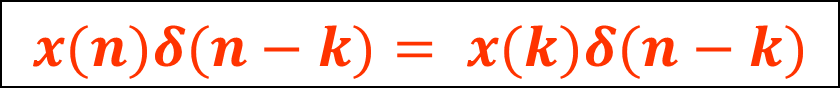 x(n)δ(n − k) = x(k)δ(n − k)